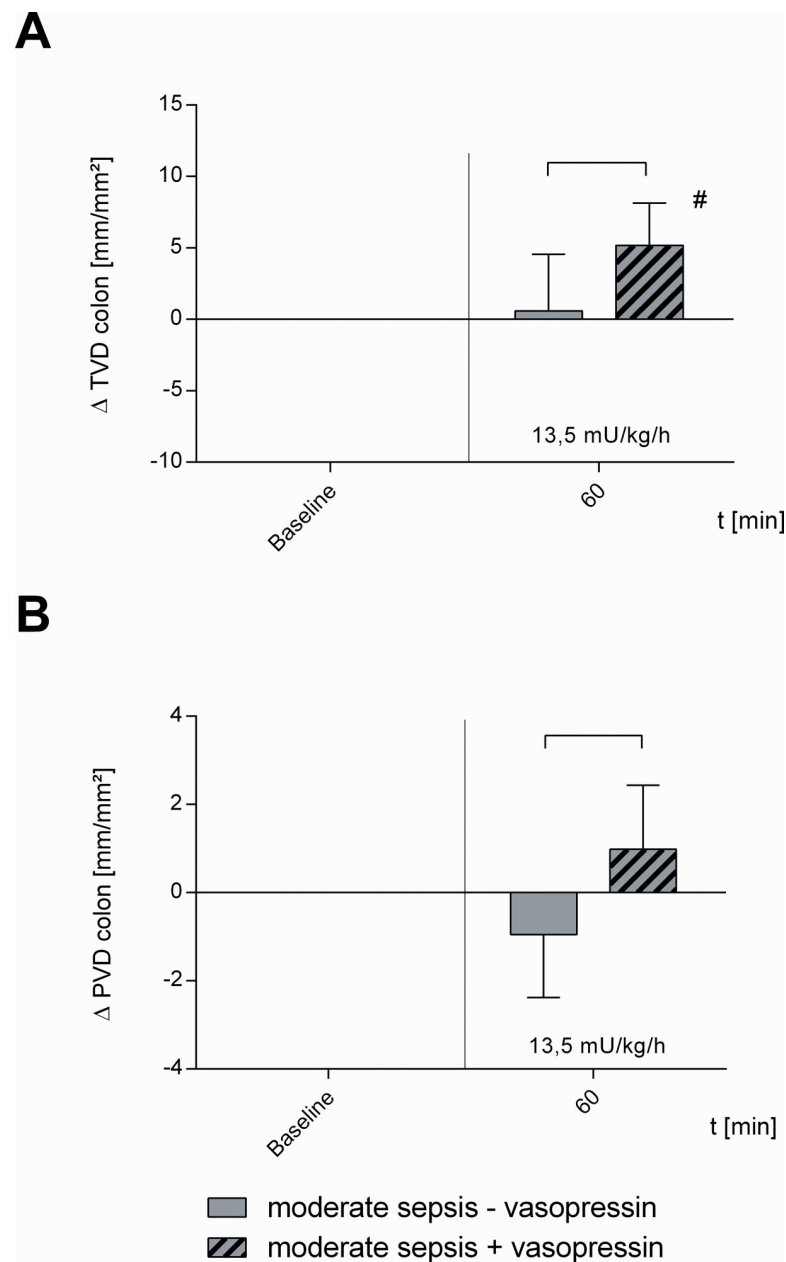 A
Δ TVD colon [mm/mm²]
15
10
5
0
-5
-10
#
13,5 mU/kg/h
Baseline
60
t [min]
B
Δ PVD colon [mm/mm²]
4
2
0
-2
-4
13,5 mU/kg/h
Baseline
60
t [min]
moderate sepsis - vasopressin
moderate sepsis + vasopressin